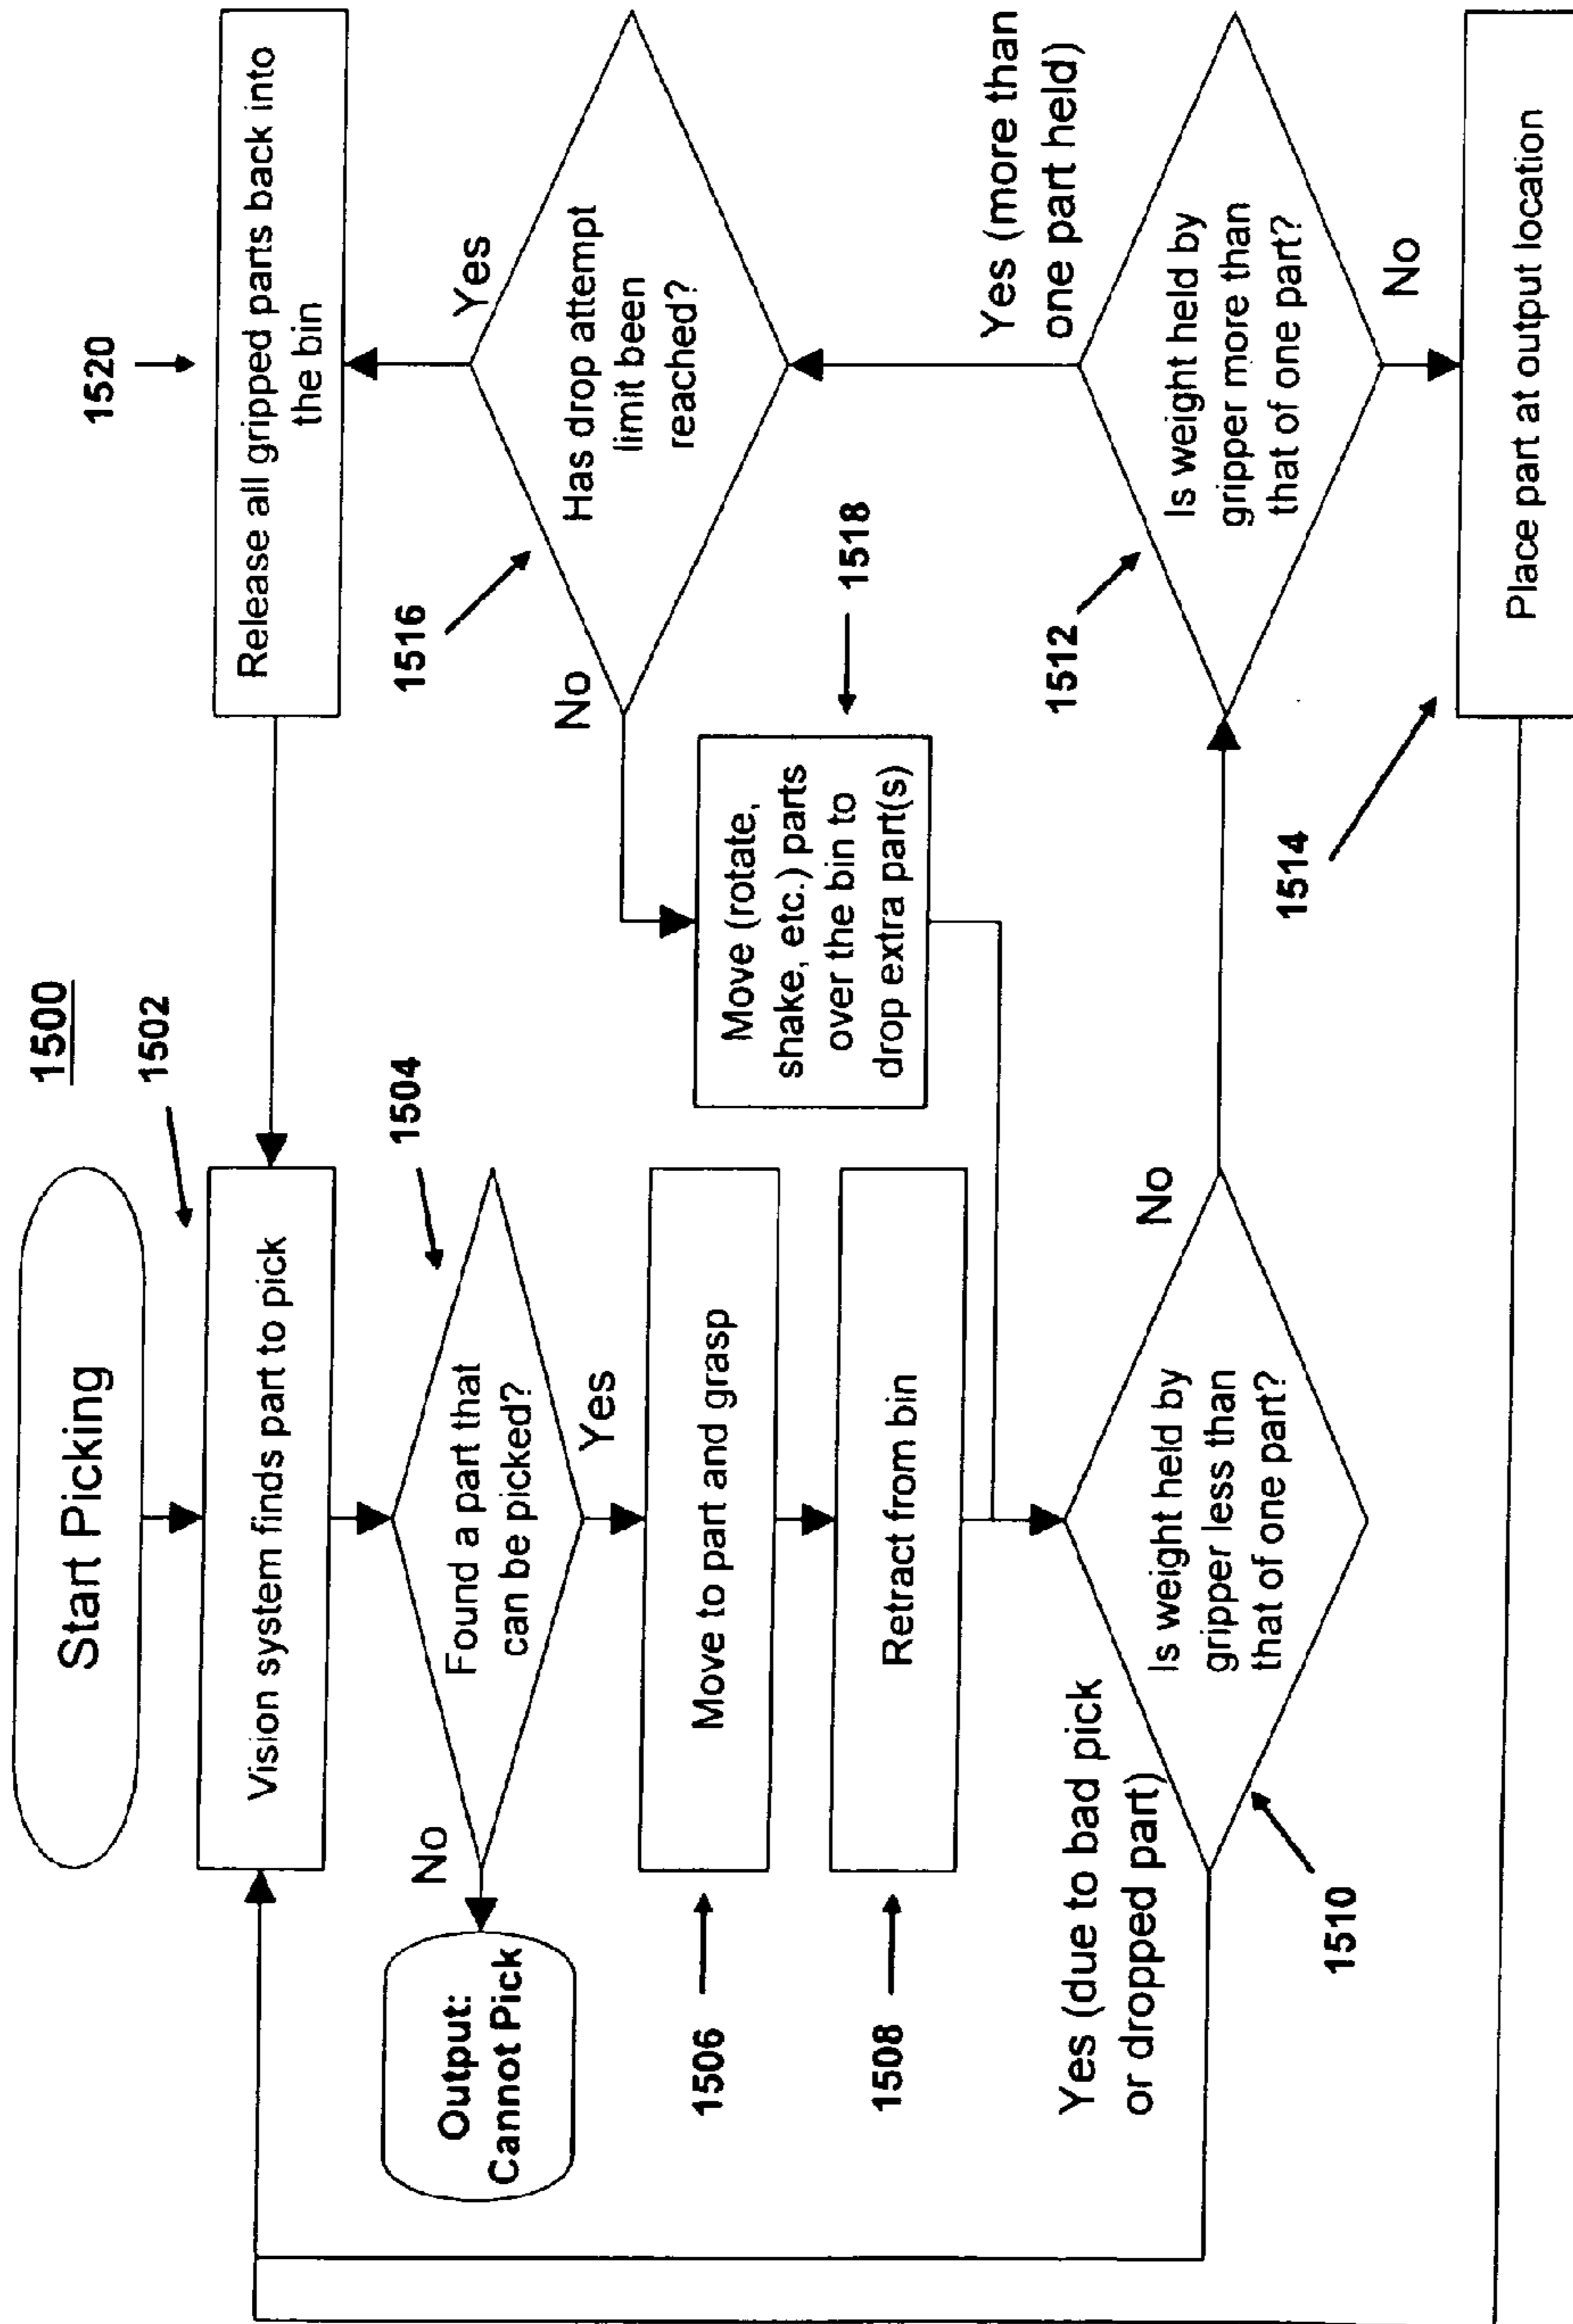 1500
Start Picking
1502
Vision system finds part to pick
1504
Found a part that
can be picked?
No
Output:
Cannot Pick
Yes
1506
Move to part and grasp
1508
Retract from bin
1510
Is weight held by
gripper less than
that of one part?
Yes (due to bad pick
or dropped part)
No
1512
Is weight held by
gripper more than
that of one part?
No
1514
Place part at output location
Yes (more than
one part held)
1516
Has drop attempt
limit been
reached?
No
1518
Move (rotate,
shake, etc.) parts
over the bin to
drop extra part(s)
Yes
1520
Release all gripped parts back into
the bin